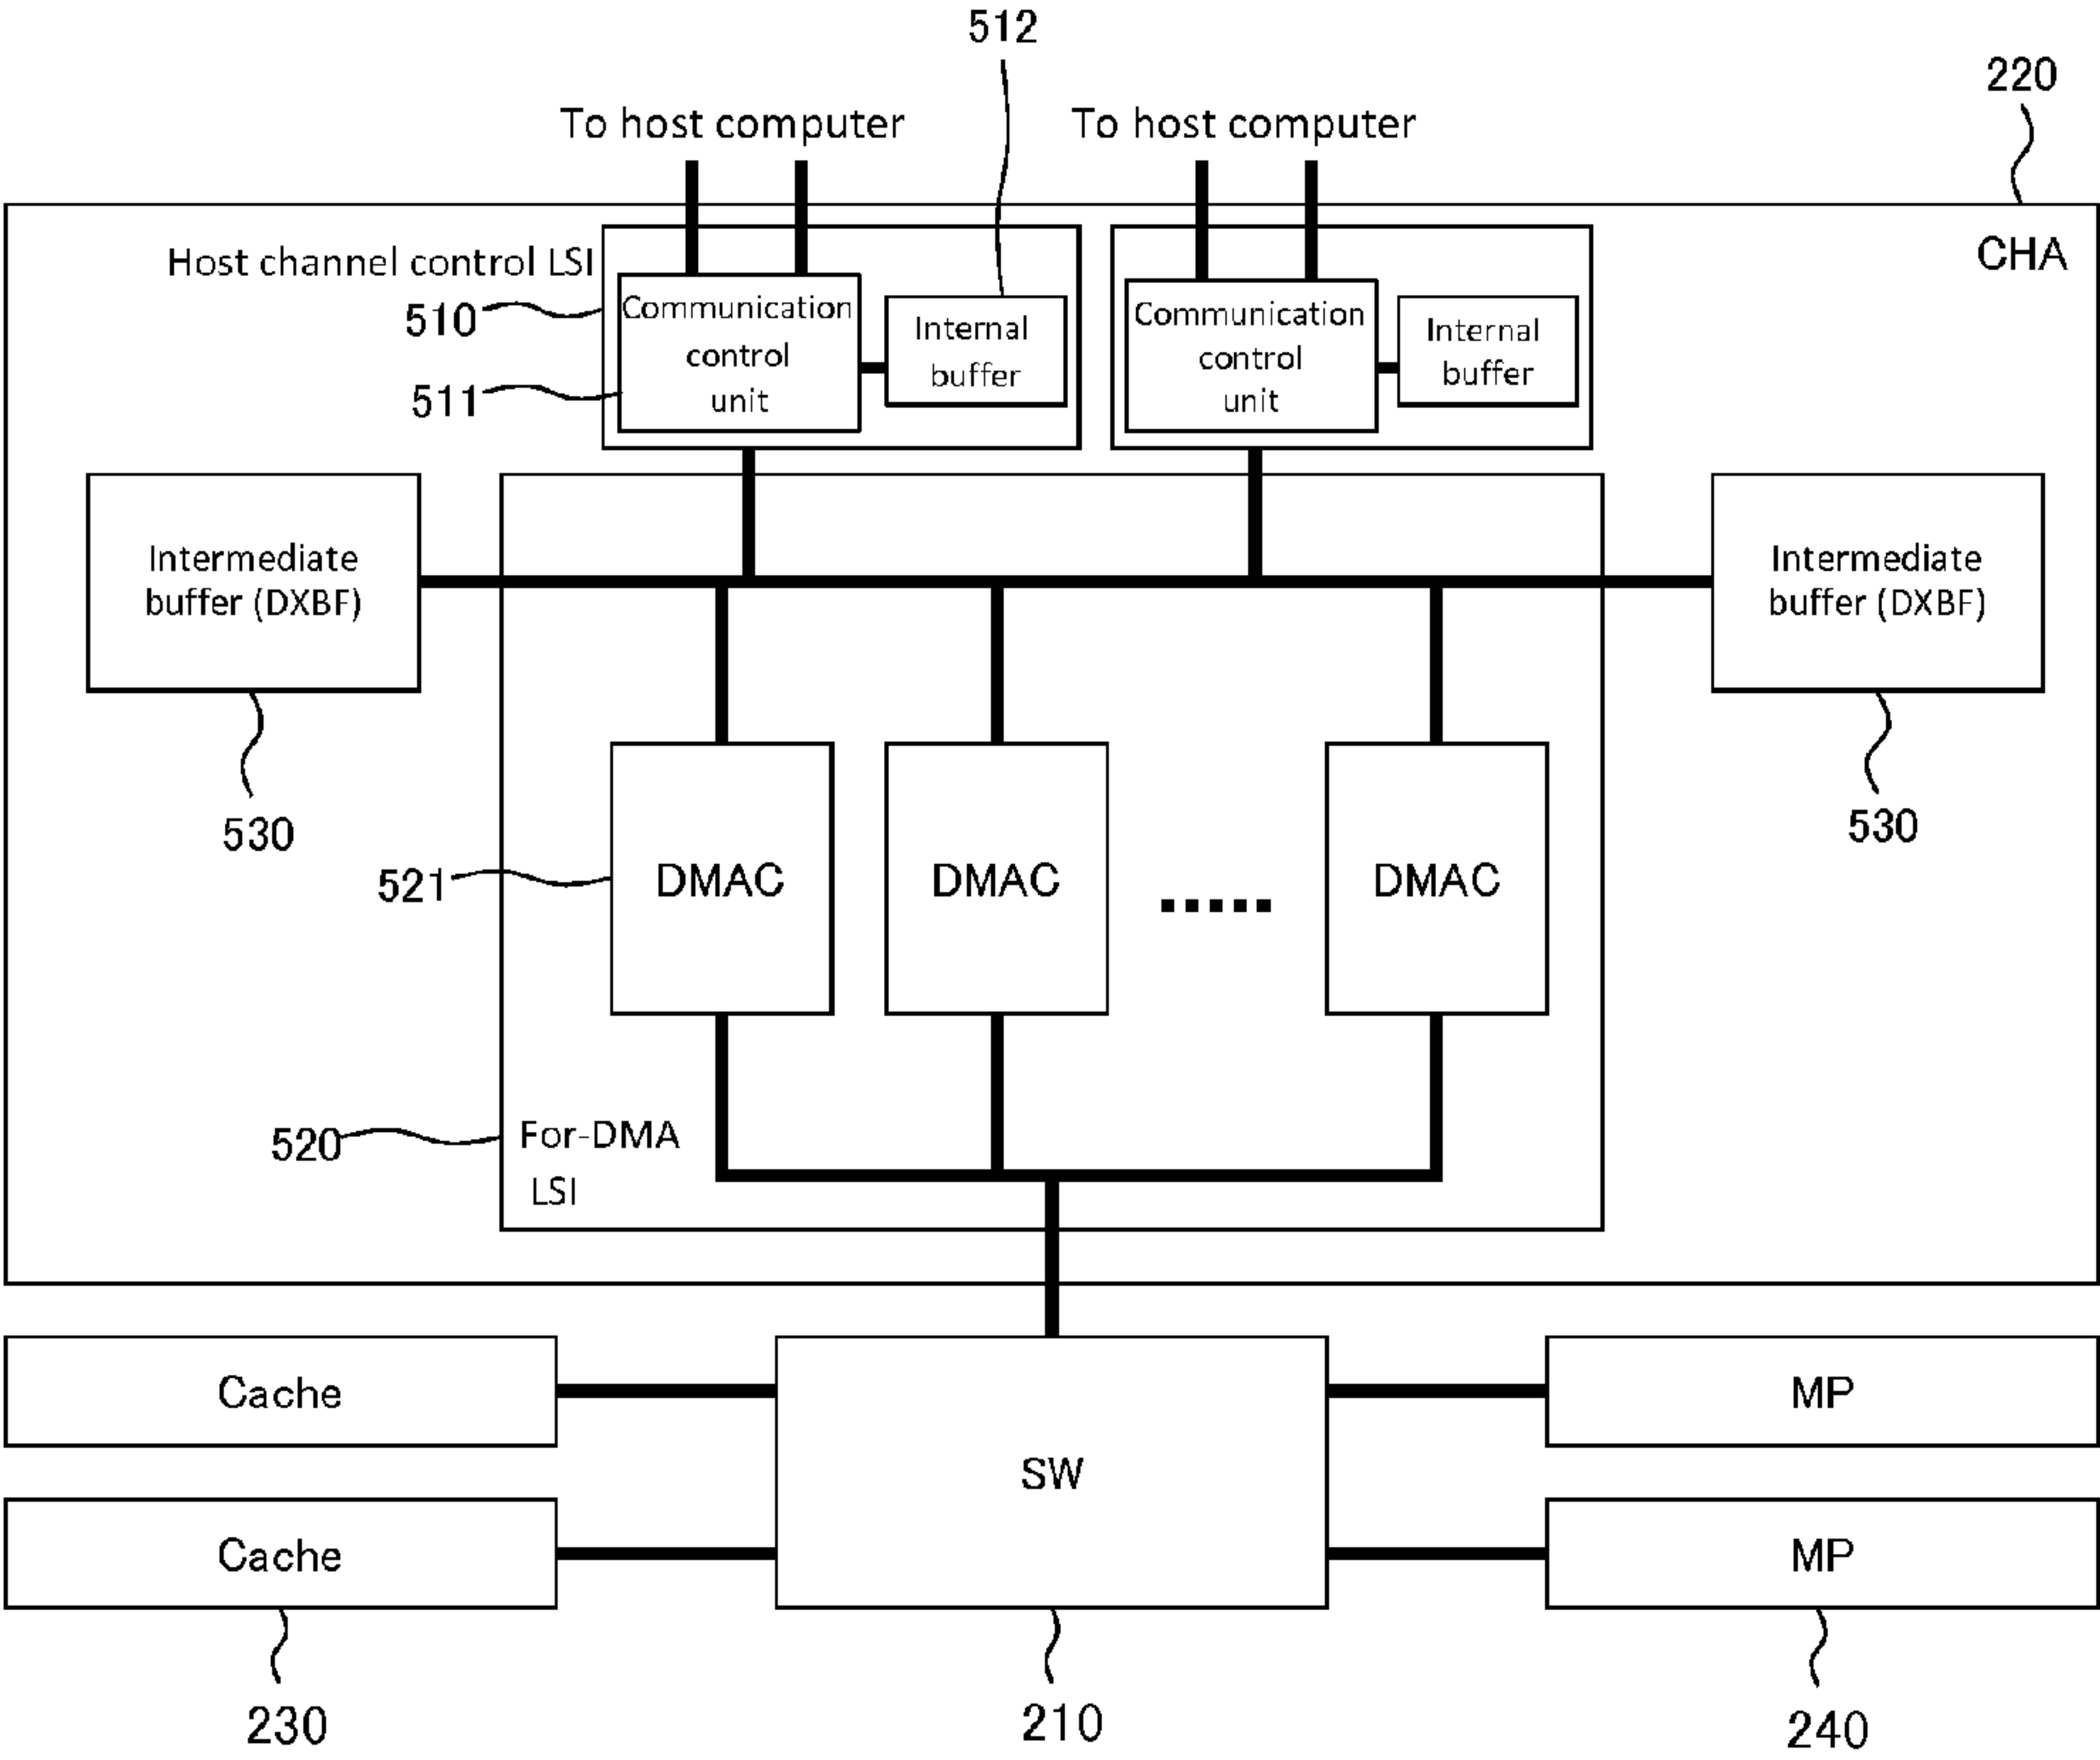 512
220
To host computer
To host computer
CHA
Host channel control LSI
510
Communication
control
unit
511
Internal
buffer
Communication
control
unit
Internal
buffer
Intermediate
buffer (DXBF)
Intermediate
buffer (DXBF)
530
530
521
DMAC
DMAC
.....
DMAC
520
For-DMA
LSI
Cache
MP
SW
Cache
MP
230
210
240